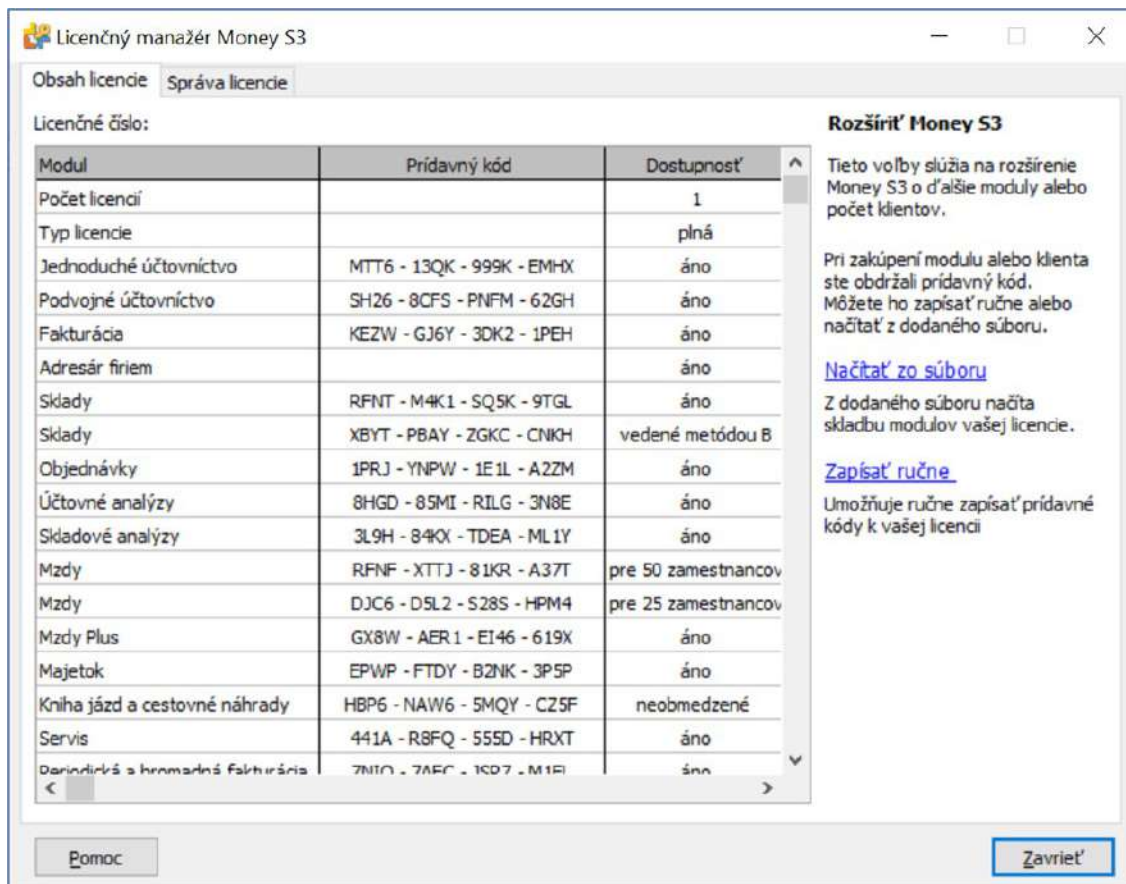 Licenčný manažér Money S3
Obsah licencie Správa licencie
Licenčné číslo:
Modul Prídavný kód Dostupnosť
Počet licencií 1
Typ licencie plná
Jednoduché účtovníctvo MTT6 - 13QK - 999K - EMHX áno
Podvojné účtovníctvo SH26 - 8CFS - PNFM - 62GH áno
Fakturácia KEZW - GJ6Y - 3DK2 - 1PEH áno
Adresár firiem áno
Sklady RFNT - M4K1 - SQ5K - 9TGL áno
Sklady XBYT - PBAY - ZGKC - CNKH vedené metódou B
Objednávky 1PRJ - YNPW - 1E1L - A2ZM áno
Účtovné analýzy 8HGD - 85MI - RILG - 3N8E áno
Skladové analýzy 3L9H - 84KX - TDEA - ML1Y áno
Mzdy RFNF - XTTJ - 81KR - A37T pre 50 zamestnancov
Mzdy DJC6 - D5L2 - S28S - HPM4 pre 25 zamestnancov
Mzdy Plus GX8W - AER1 - EI46 - 619X áno
Majetok EPWP - FTDY - B2NK - 3P5P áno
Kniha jázd a cestovné náhrady HBP6 - NAW6 - 5MQY - CZ5F neobmedzené
Servis 441A - R8FQ - 555D - HRXT áno
Periodická a hromadná fakturácia áno
Rozšíriť Money S3
Tieto voľby slúžia na rozšírenie
Money S3 o ďalšie moduly alebo
počet klientov.
Pri zakúpení modulu alebo klienta
ste obdržali prídavný kód.
Môžete ho zapísať ručne alebo
načítať z dodaného súboru.
Načítať zo súboru
Z dodaného súboru načíta
skladbu modulov vašej licencie.
Zapísať ručne
Umožňuje ručne zapísať prídavné
kódy k vašej licencii
Pomoc Zavrieť